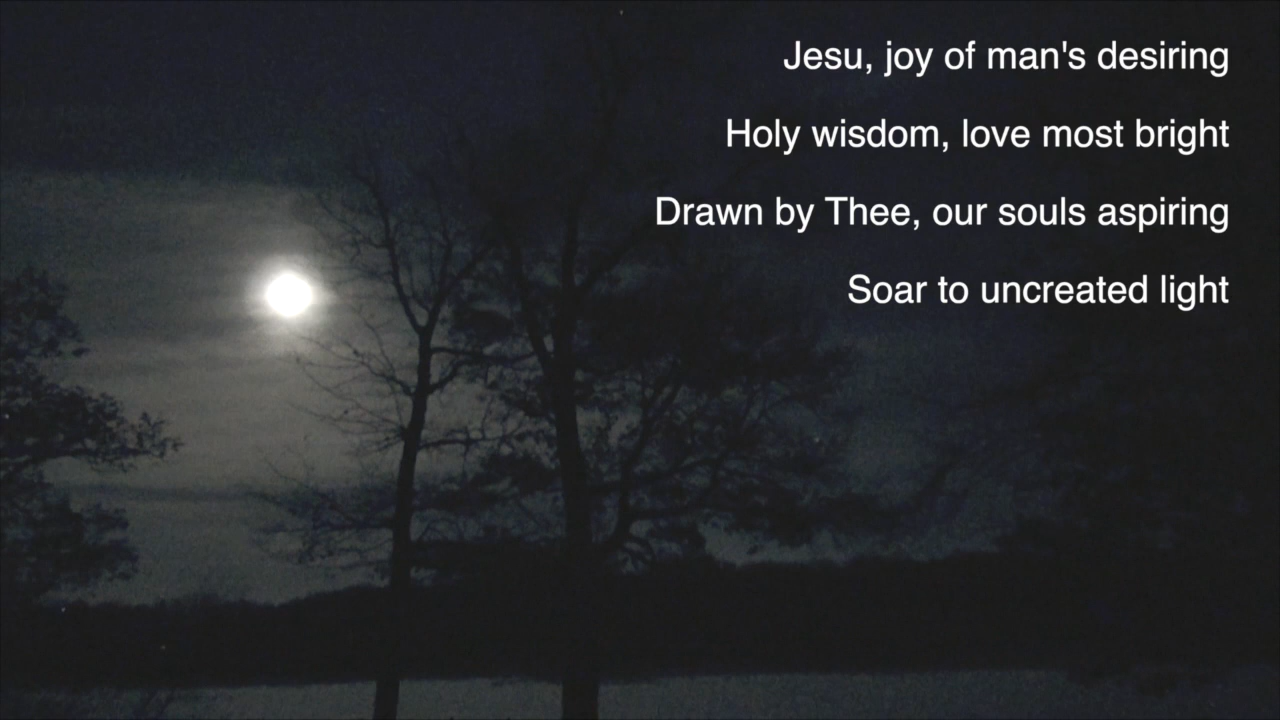 Jesu, joy of man's desiring
Holy wisdom, love most bright
Drawn by Thee, our souls aspiring
Soar to uncreated light